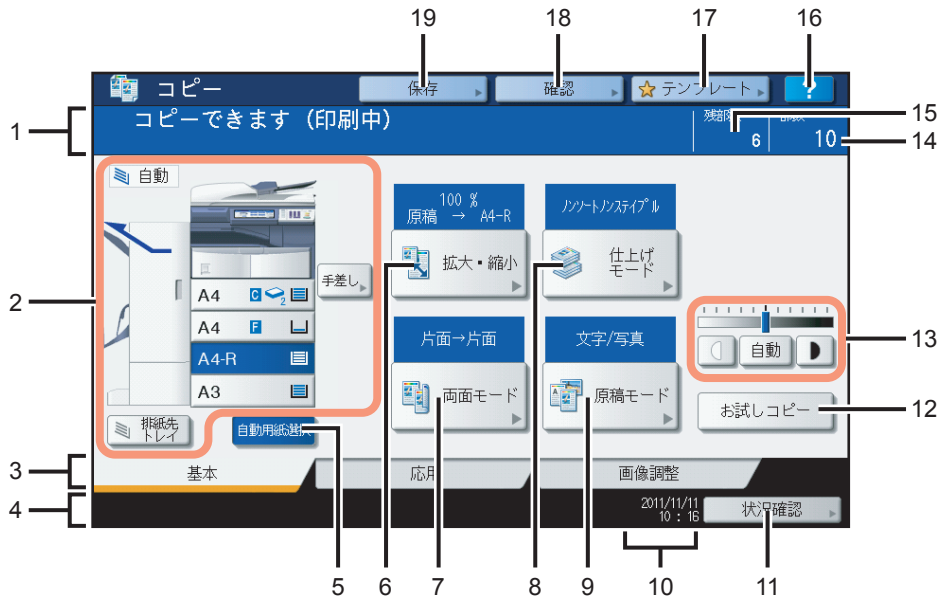 19
18
17
16
コピー
保存
確認
テンプレート
?
1
コピーできます (印刷中)
6
10
15
14
2
自動
手差し
A4 C 2
A4 F
A4-R
A3
排紙先
トレイ
自動用紙選択
100 %
原稿 → A4-R
拡大・縮小
ノンソートノンステイプル
仕上げ
モード
片面→片面
両面モード
文字/写真
原稿モード
自動
13
お試しコピー
12
3
基本
応用
画像調整
4
2011/11/11
10 : 16
状況確認
5
6
7
8
9
10
11